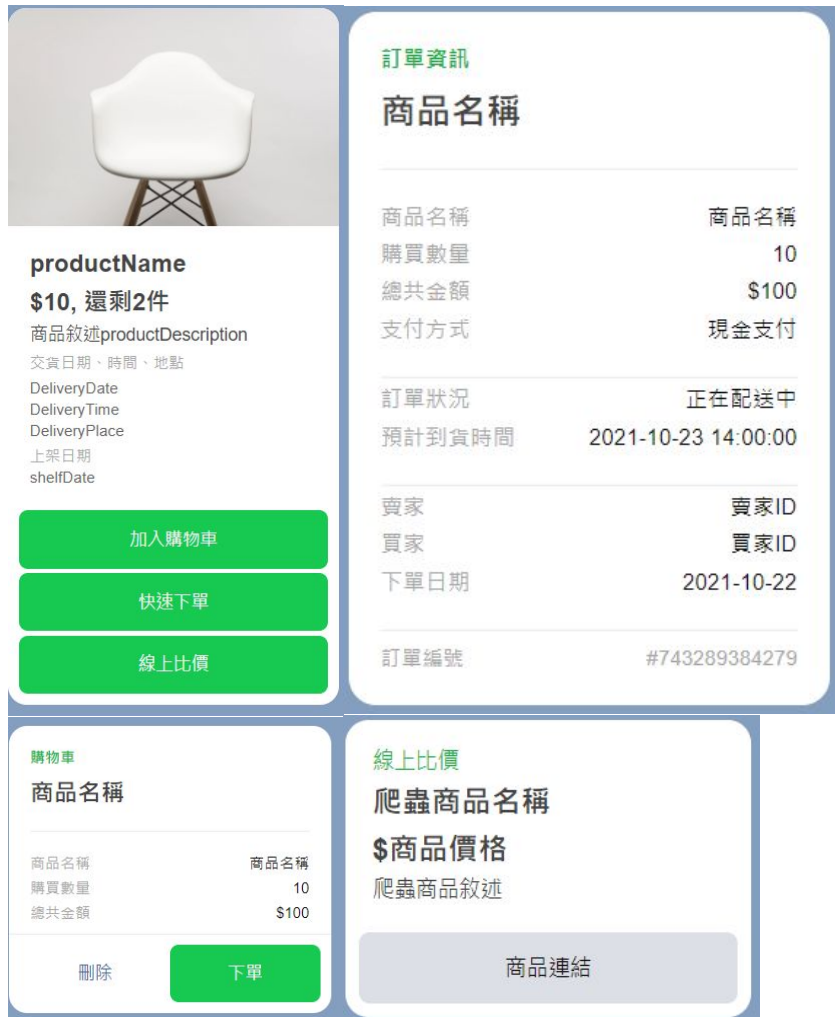 productName
$10, 還剩2件
商品敘述productDescription
交貨日期、時間、地點
DeliveryDate
DeliveryTime
DeliveryPlace
上架日期
shelfDate
加入購物車
快速下單
線上比價
訂單資訊
商品名稱
商品名稱 商品名稱
購買數量 10
總共金額 $100
支付方式 現金支付
訂單狀況 正在配送中
預計到貨時間 2021-10-23 14:00:00
賣家 賣家ID
買家 買家ID
下單日期 2021-10-22
訂單編號 #743289384279
購物車
商品名稱
商品名稱 商品名稱
購買數量 10
總共金額 $100
刪除 下單
線上比價
爬蟲商品名稱
$商品價格
爬蟲商品敘述
商品連結